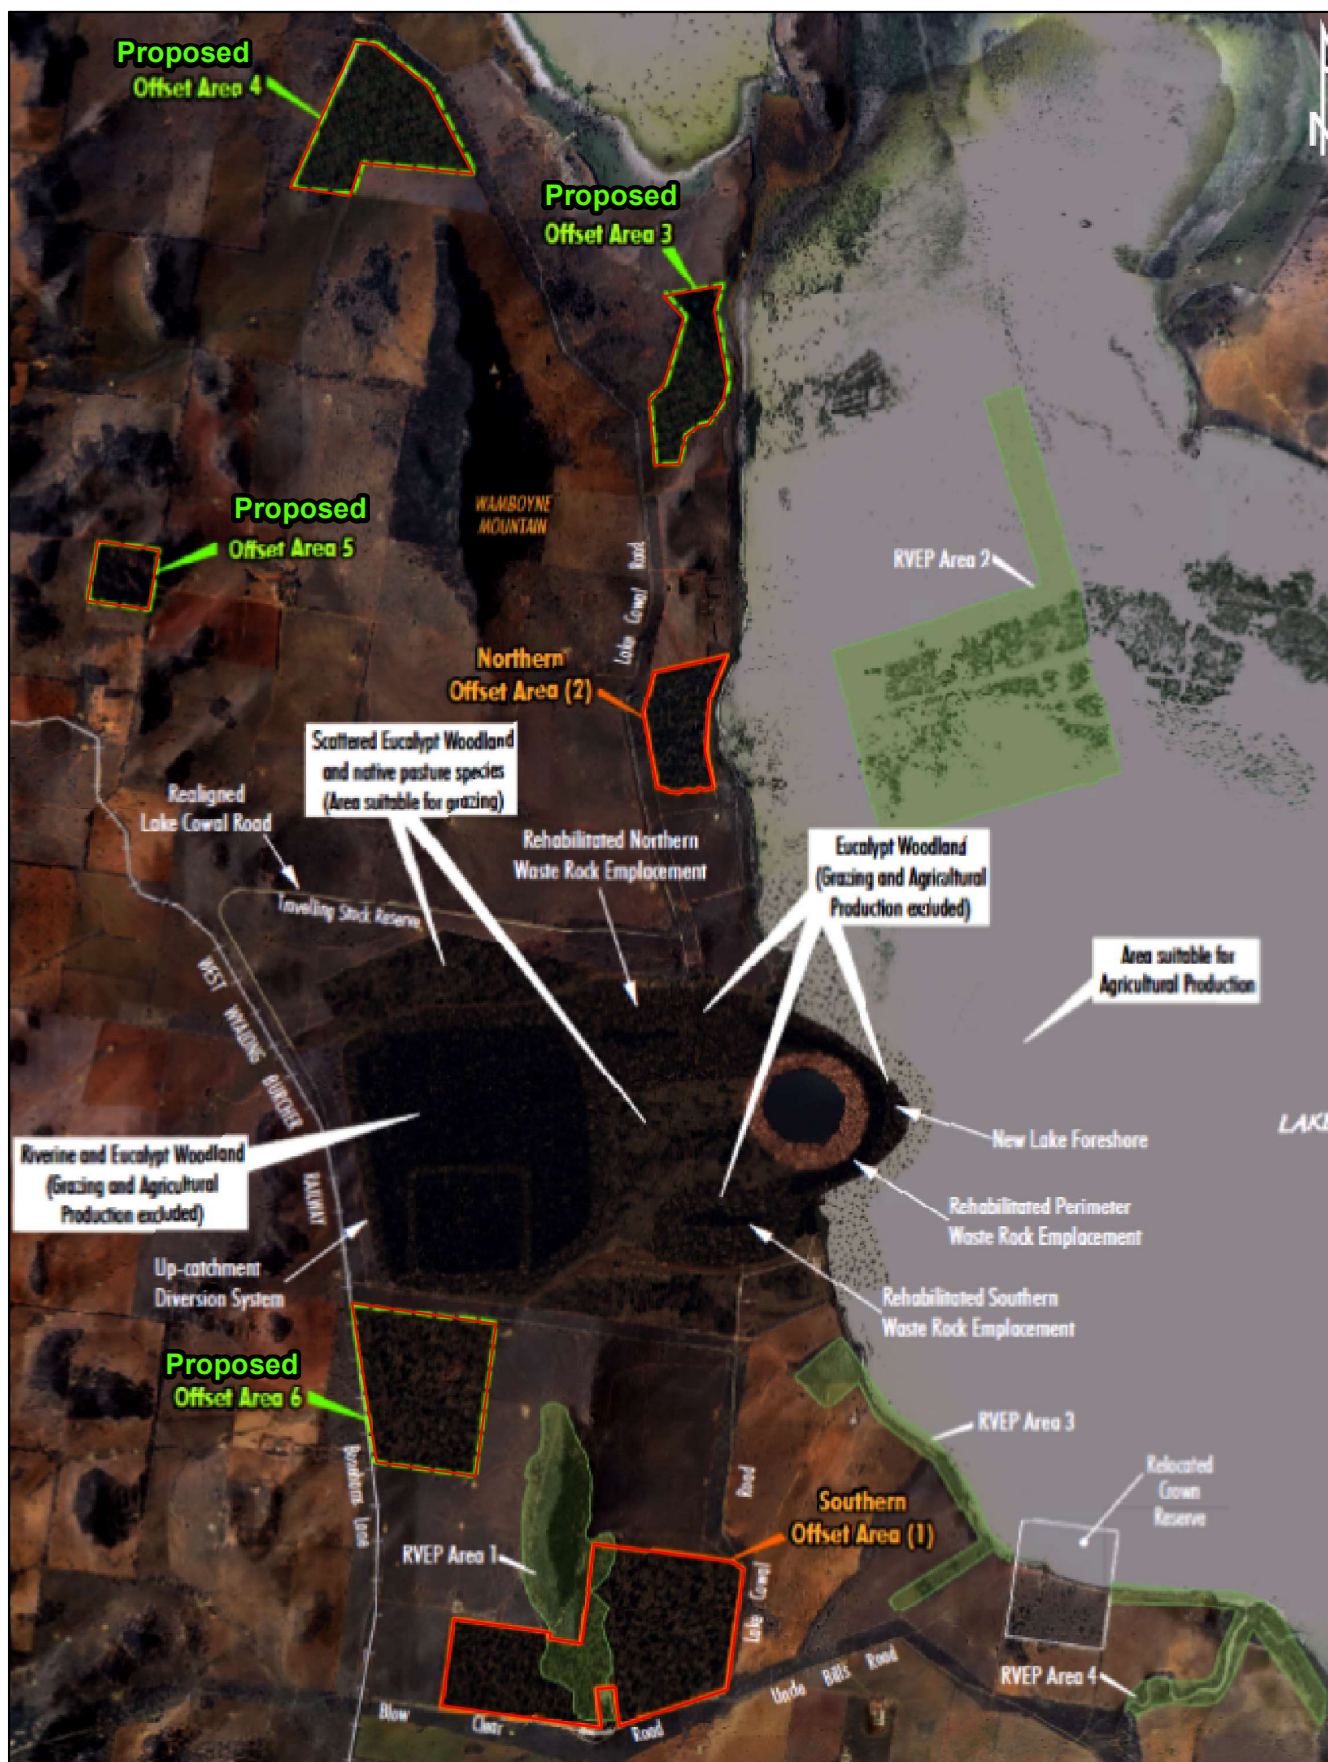 Proposed
Offset Area 4
N
Proposed
Offset Area 3
WAMBOYNE
MOUNTAIN
Proposed
Offset Area 5
Lake Cowal Road
RVEP Area 2
Northern
Offset Area (2)
Scattered Eucalypt Woodland
and native pasture species
(Area suitable for grazing)
Realigned
Lake Cowal Road
Rehabilitated Northern
Waste Rock Emplacement
Eucalypt Woodland
(Grazing and Agricultural
Production excluded)
Travelling Stock Reserve
Area suitable for
Agricultural Production
WEST WYALONG BURCHER RAILWAY
LAKE
New Lake Foreshore
Riverine and Eucalypt Woodland
(Grazing and Agricultural
Production excluded)
Rehabilitated Perimeter
Waste Rock Emplacement
Up-catchment
Diversion System
Rehabilitated Southern
Waste Rock Emplacement
Proposed
Offset Area 6
RVEP Area 3
Relocated
Crown
Reserve
Lane
Southern
Offset Area (1)
RVEP Area 1
Lake Cowal Road
RVEP Area 4
Uncle Bills Road
Blow Clear Road